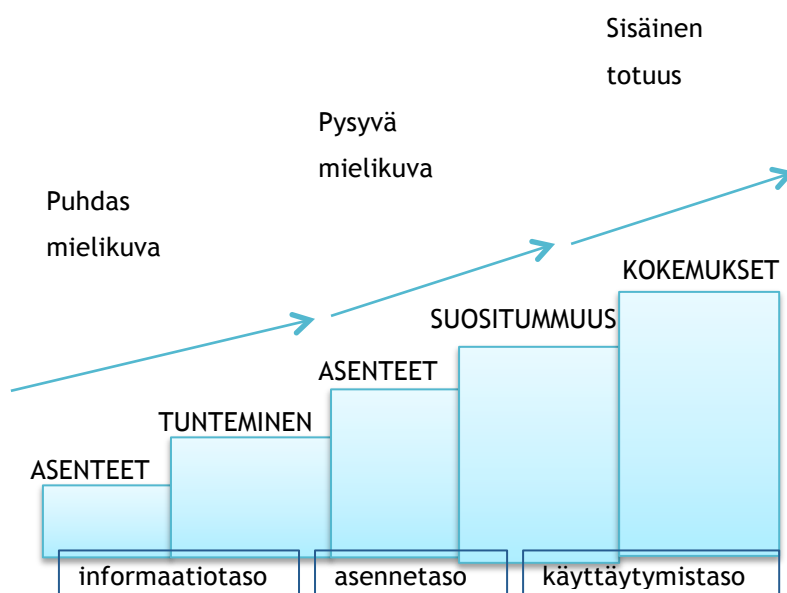 Sisäinen
totuus
Pysyvä
mielikuva
Puhdas
mielikuva
KOKEMUKSET
SUOSITUMMUUS
ASENTEET
TUNTEMINEN
ASENTEET
informaatiotaso
asennetaso
käyttäytymistaso